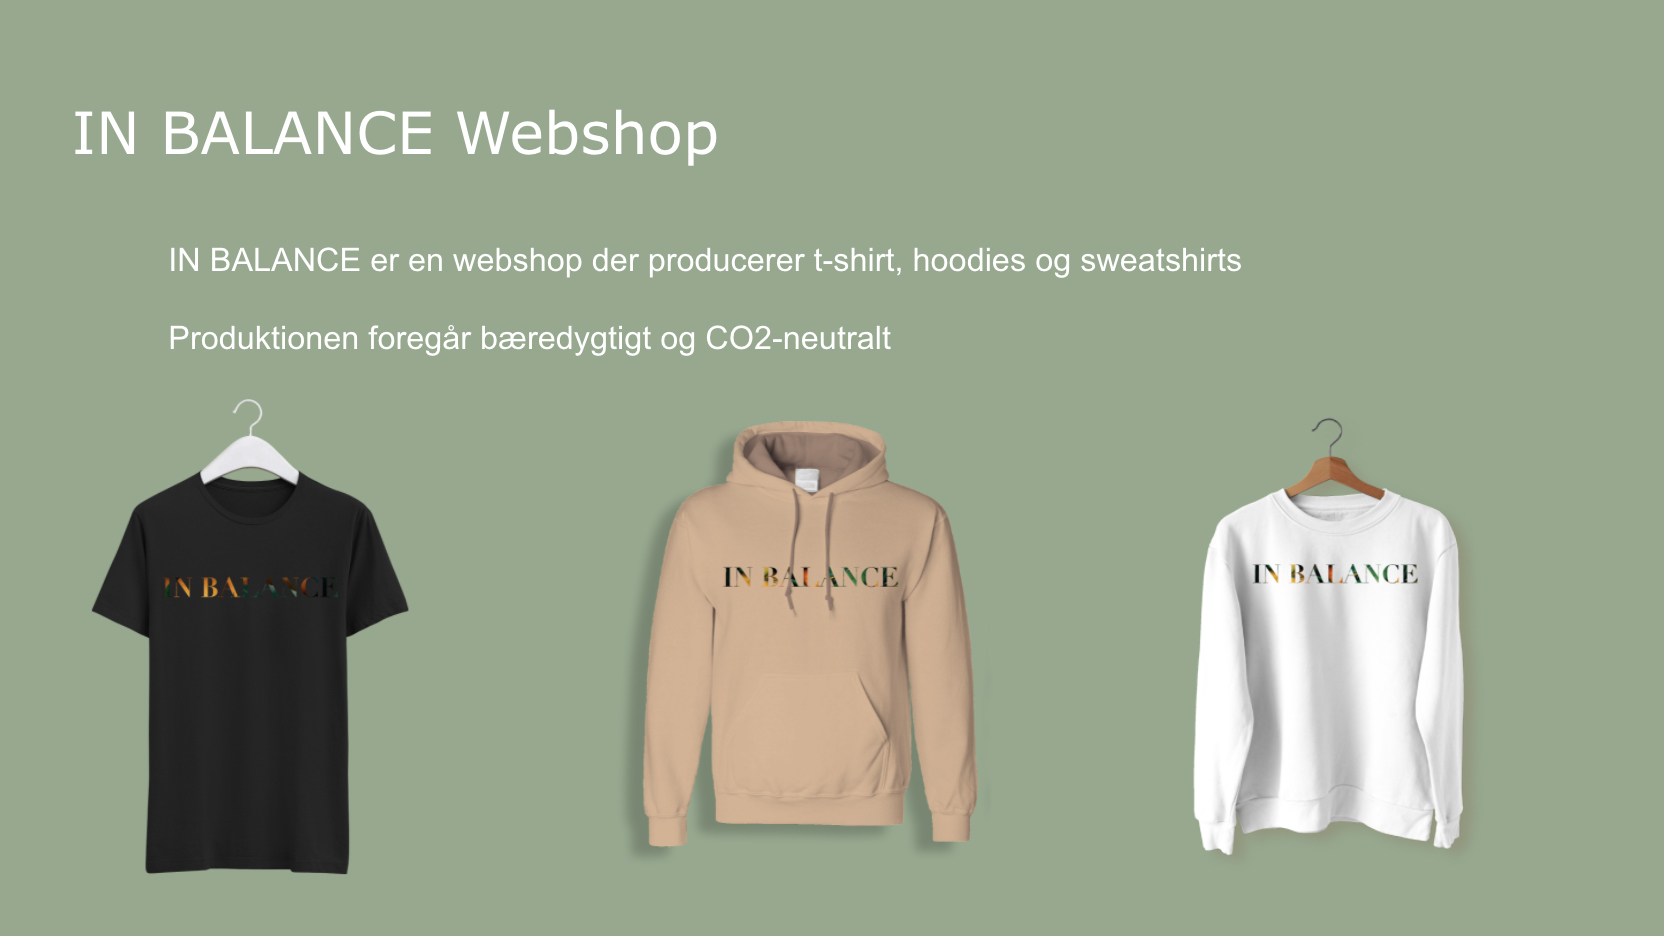 IN BALANCE Webshop
IN BALANCE er en webshop der producerer t-shirt, hoodies og sweatshirts
Produktionen foregår bæredygtigt og CO2-neutralt
IN BALANCE
IN BALANCE
IN BALANCE